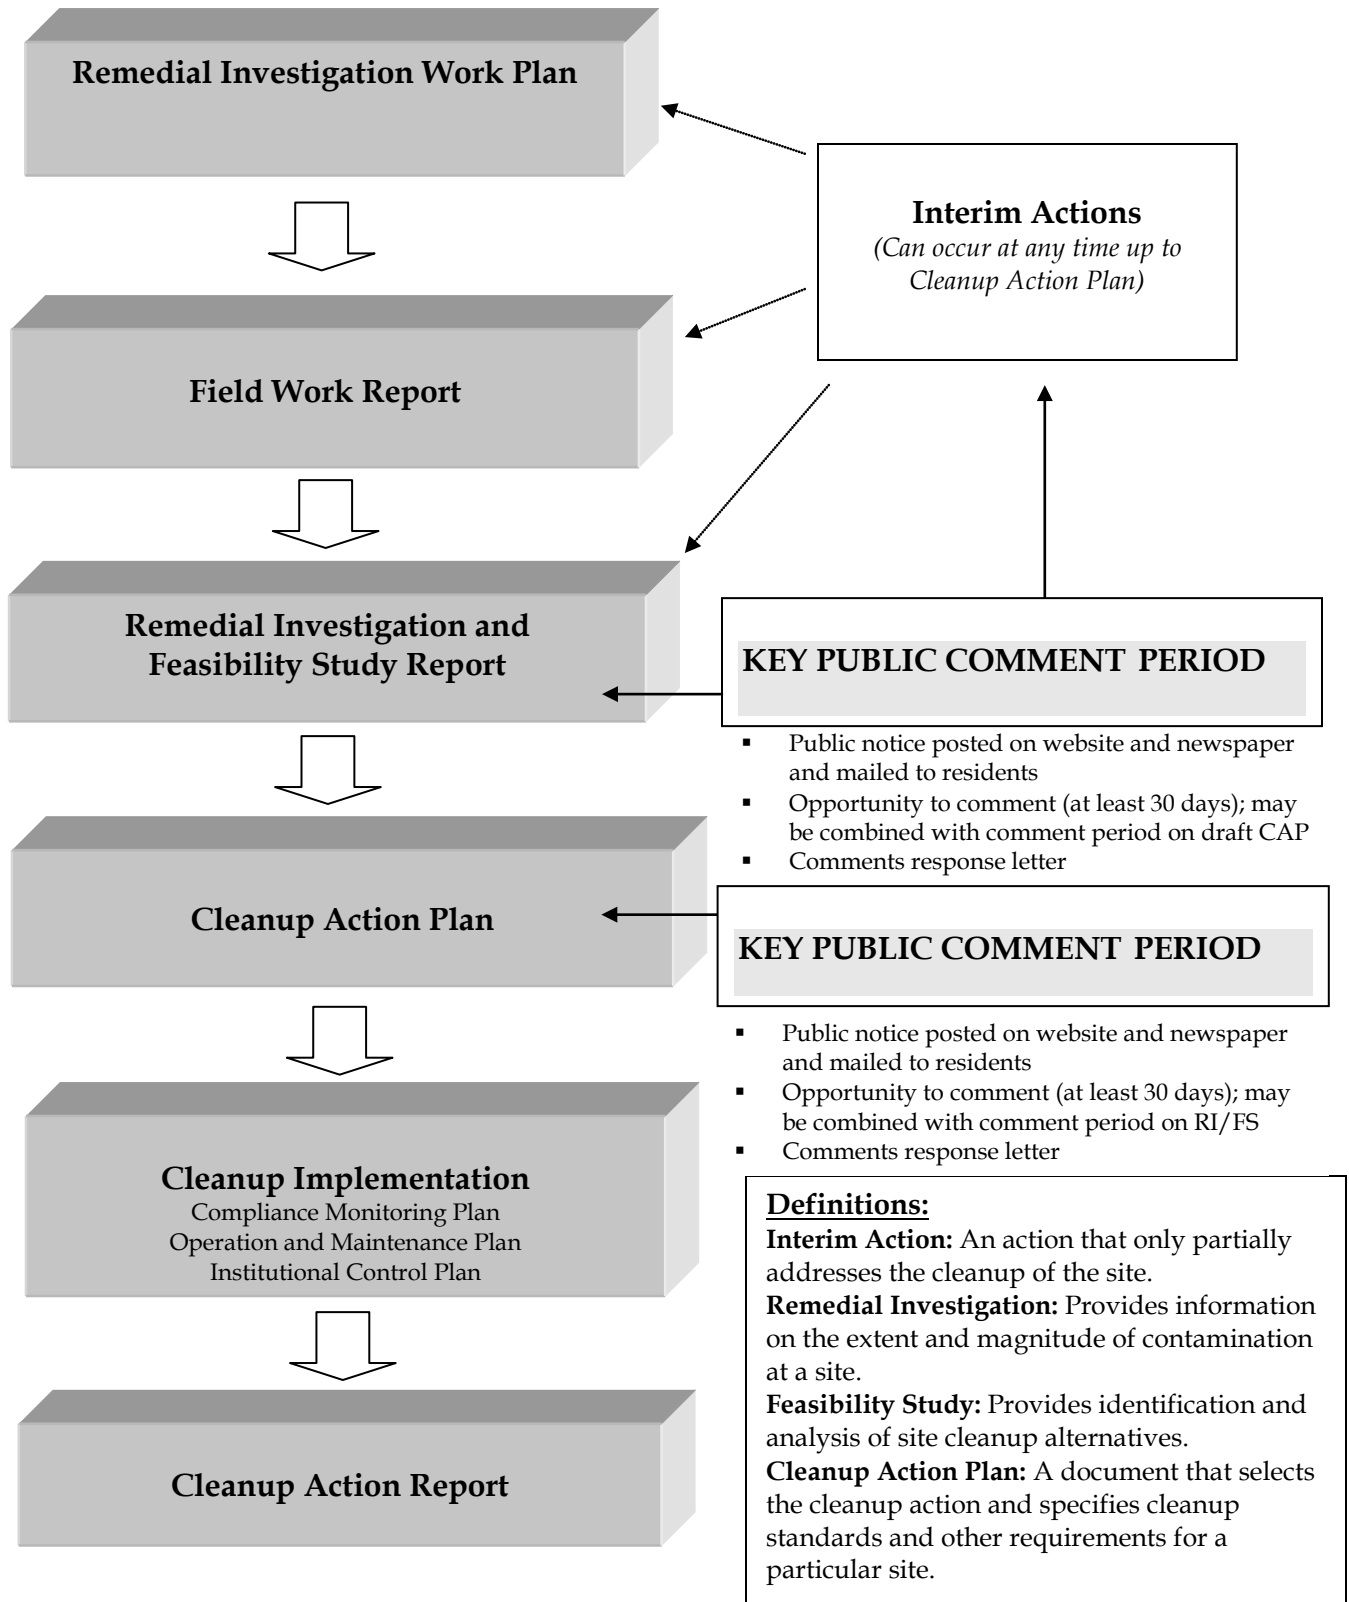 Remedial Investigation Work Plan
Interim Actions
(Can occur at any time up to
Cleanup Action Plan)
Field Work Report
Remedial Investigation and
Feasibility Study Report
KEY PUBLIC COMMENT PERIOD
▪ Public notice posted on website and newspaper
and mailed to residents
▪ Opportunity to comment (at least 30 days); may
be combined with comment period on draft CAP
▪ Comments response letter
Cleanup Action Plan
KEY PUBLIC COMMENT PERIOD
▪ Public notice posted on website and newspaper
and mailed to residents
▪ Opportunity to comment (at least 30 days); may
be combined with comment period on RI/FS
▪ Comments response letter
Cleanup Implementation
Compliance Monitoring Plan
Operation and Maintenance Plan
Institutional Control Plan
Cleanup Action Report
Definitions:
Interim Action: An action that only partially
addresses the cleanup of the site.
Remedial Investigation: Provides information
on the extent and magnitude of contamination
at a site.
Feasibility Study: Provides identification and
analysis of site cleanup alternatives.
Cleanup Action Plan: A document that selects
the cleanup action and specifies cleanup
standards and other requirements for a
particular site.